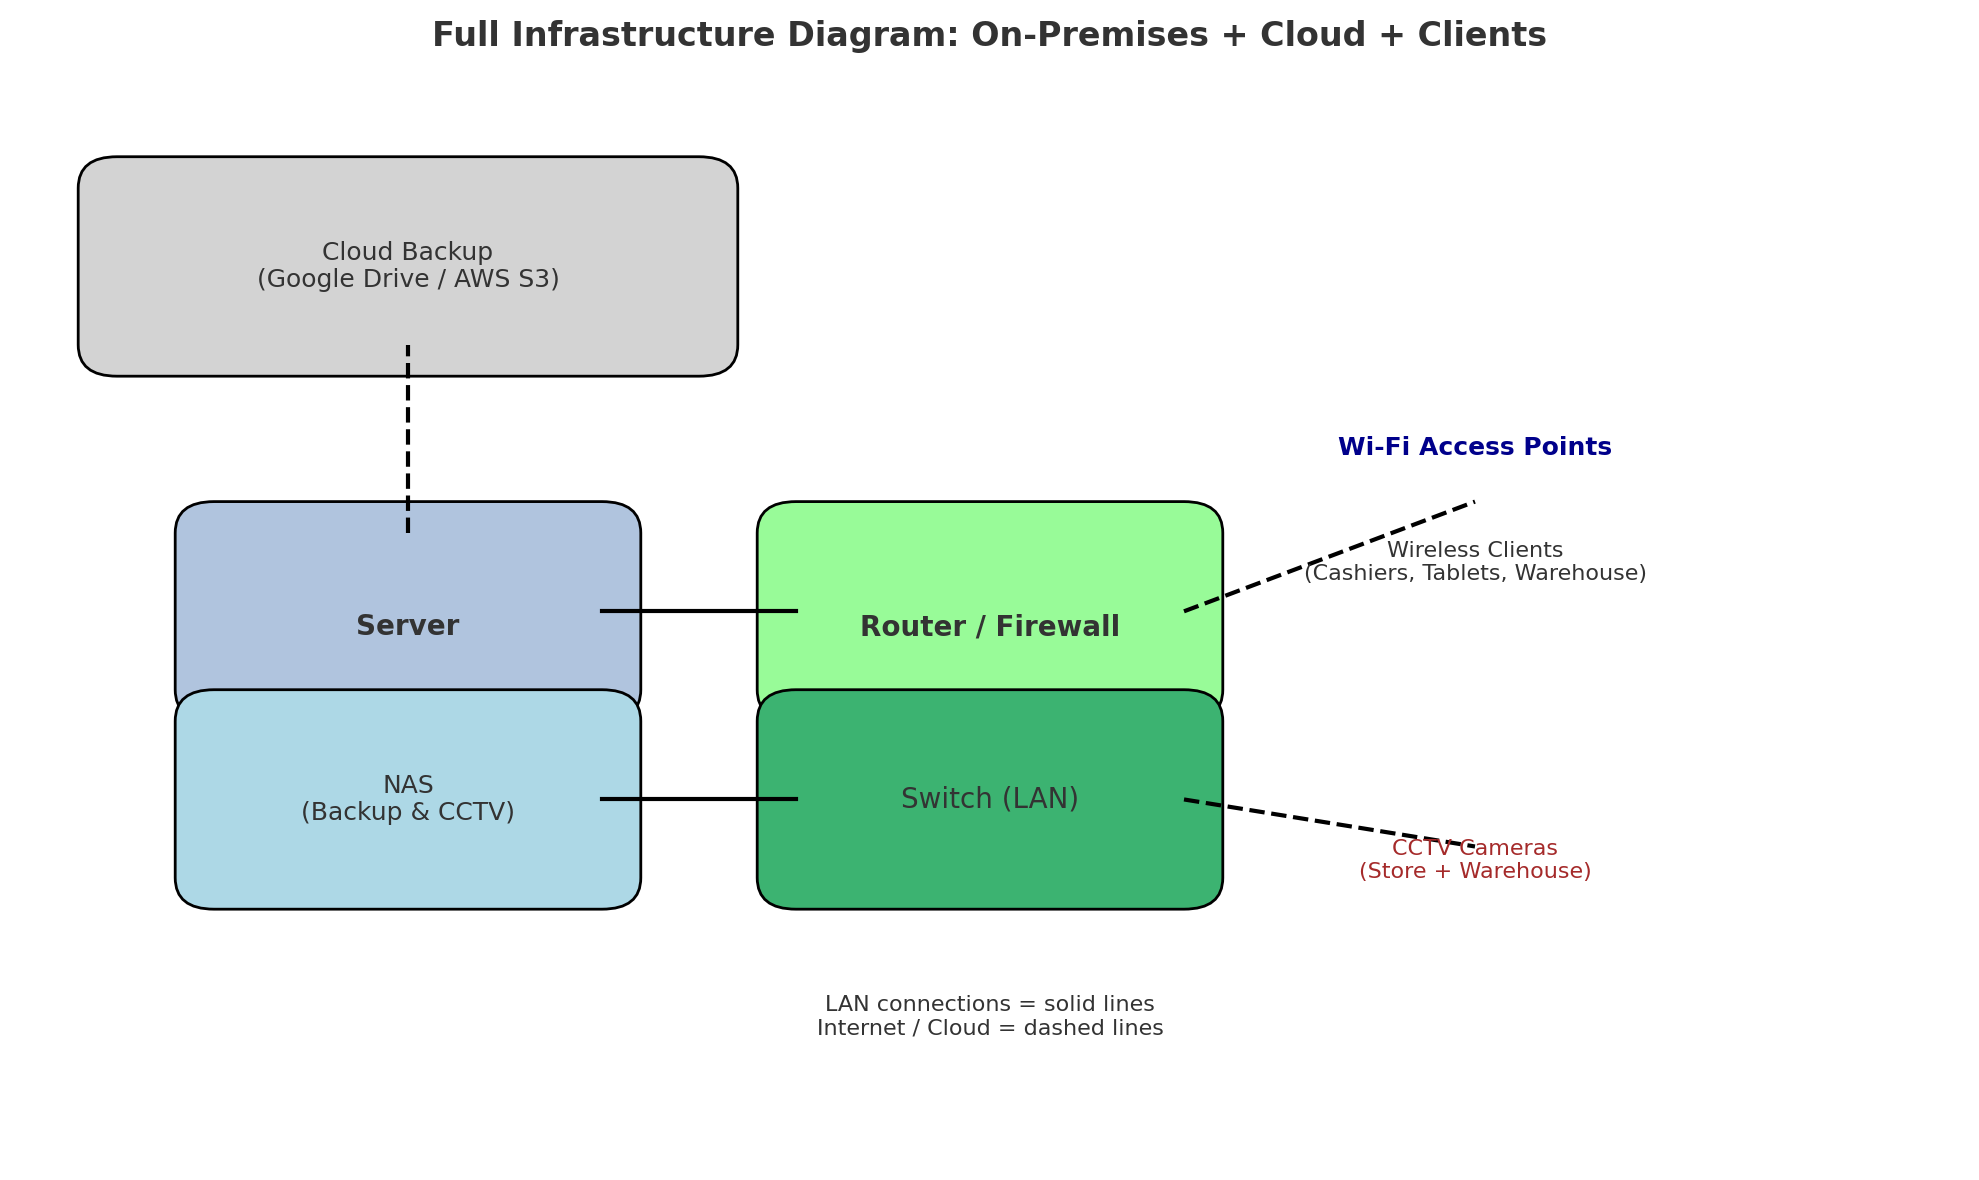 Full Infrastructure Diagram: On-Premises + Cloud + Clients
Cloud Backup
(Google Drive / AWS S3)
Wi-Fi Access Points
Wireless Clients
(Cashiers, Tablets, Warehouse)
Server
Router / Firewall
NAS
(Backup & CCTV)
Switch (LAN)
CCTV Cameras
(Store + Warehouse)
LAN connections = solid lines
Internet / Cloud = dashed lines